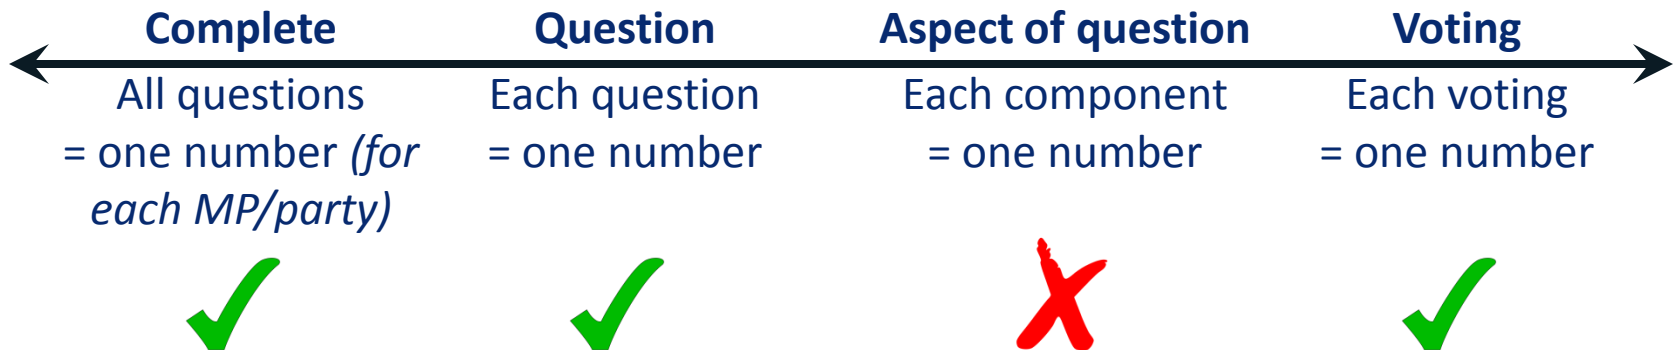 Complete
Question
Aspect of question
Voting
All questions
= one number (for
each MP/party)
Each question
= one number
Each component
= one number
Each voting
= one number